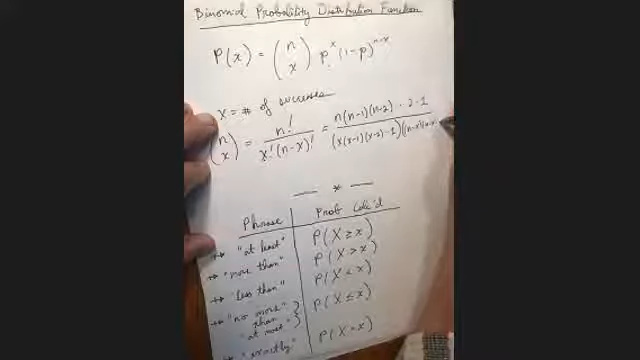 Binomial Probability Distribution Function
P(x) = (n x) p^x (1-p)^{n-x}
x = # of successes
(n x) = n! / x!(n-x)! = n(n-1)(n-2) · 2·1 / (x(x-1)(x-2)·1)(n-x)
— * —
Phrase Prob Calc'd
→ "at least" P(X ≥ x)
→ "more than" P(X > x)
→ "less than" P(X < x)
→ "no more than" "at most" } P(X ≤ x)
→ "exactly" P(X = x)